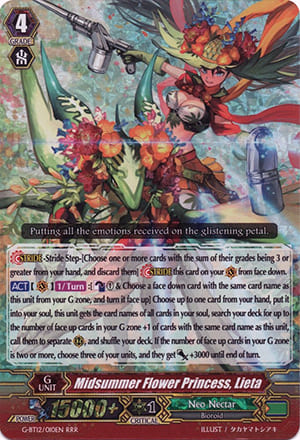 4
GRADE
Putting all the emotions received on the glistening petal.
STRIDE -Stride Step-[Choose one or more cards with the sum of their grades being 3 or
greater from your hand, and discard them] STRIDE this card on your from face down.
ACT 1/Turn : & Choose a face down card with the same card name as
this unit from your G zone, and turn it face up] Choose up to one card from your hand, put it
into your soul, this unit gets the card names of all cards in your soul, search your deck for up to
the number of face up cards in your G zone +1 of cards with the same card name as this unit,
call them to separate , and shuffle your deck. If the number of face up cards in your G zone is
two or more, choose three of your units, and they get +3000 until end of turn.
G
UNIT
Midsummer Flower Princess, Lieta
POWER
15000+
1
CRITICAL
Neo Nectar
Bioroid
G-BT12/010EN RRR
ILLUST / タカヤマトシアキ